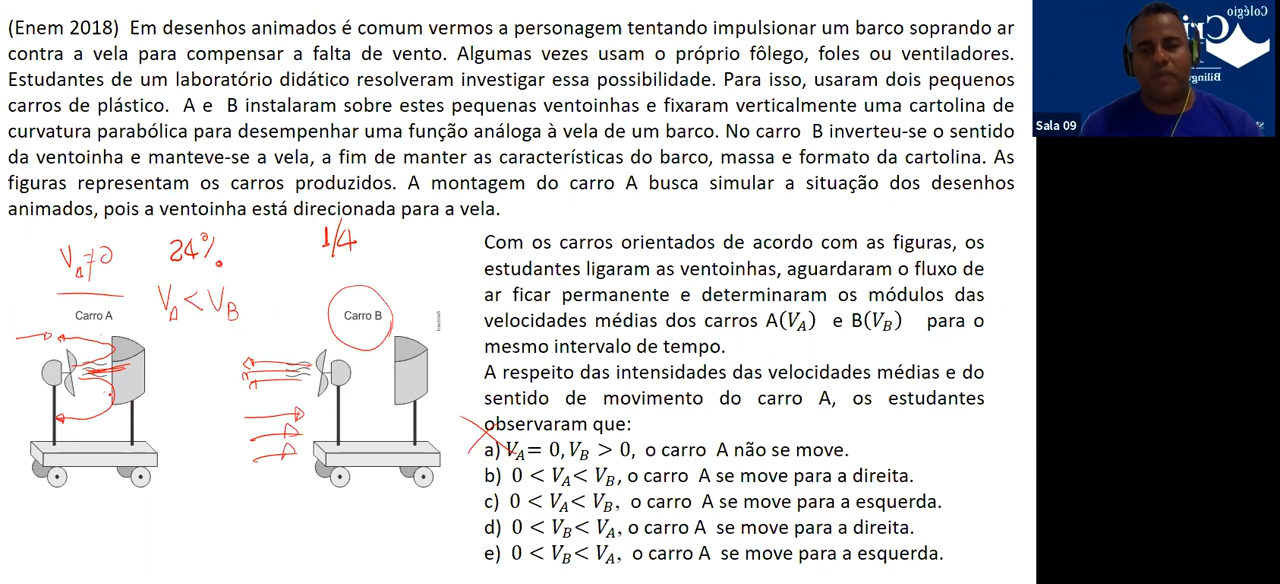 (Enem 2018) Em desenhos animados é comum vermos a personagem tentando impulsionar um barco soprando ar
contra a vela para compensar a falta de vento. Algumas vezes usam o próprio fôlego, foles ou ventiladores.
Estudantes de um laboratório didático resolveram investigar essa possibilidade. Para isso, usaram dois pequenos
carros de plástico. A e B instalaram sobre estes pequenas ventoinhas e fixaram verticalmente uma cartolina de
curvatura parabólica para desempenhar uma função análoga à vela de um barco. No carro B inverteu-se o sentido
da ventoinha e manteve-se a vela, a fim de manter as características do barco, massa e formato da cartolina. As
figuras representam os carros produzidos. A montagem do carro A busca simular a situação dos desenhos
animados, pois a ventoinha está direcionada para a vela.
V_A ≠ 0
24%.
1/4
V_A < V_B
Carro A
Carro B
Com os carros orientados de acordo com as figuras, os
estudantes ligaram as ventoinhas, aguardaram o fluxo de
ar ficar permanente e determinaram os módulos das
velocidades médias dos carros A(V_A) e B(V_B) para o
mesmo intervalo de tempo.
A respeito das intensidades das velocidades médias e do
sentido de movimento do carro A, os estudantes
observaram que:
a) V_A = 0, V_B > 0, o carro A não se move.
b) 0 < V_A < V_B, o carro A se move para a direita.
c) 0 < V_A < V_B, o carro A se move para a esquerda.
d) 0 < V_B < V_A, o carro A se move para a direita.
e) 0 < V_B < V_A, o carro A se move para a esquerda.
Colégio
Cri
Biling
Sala 09